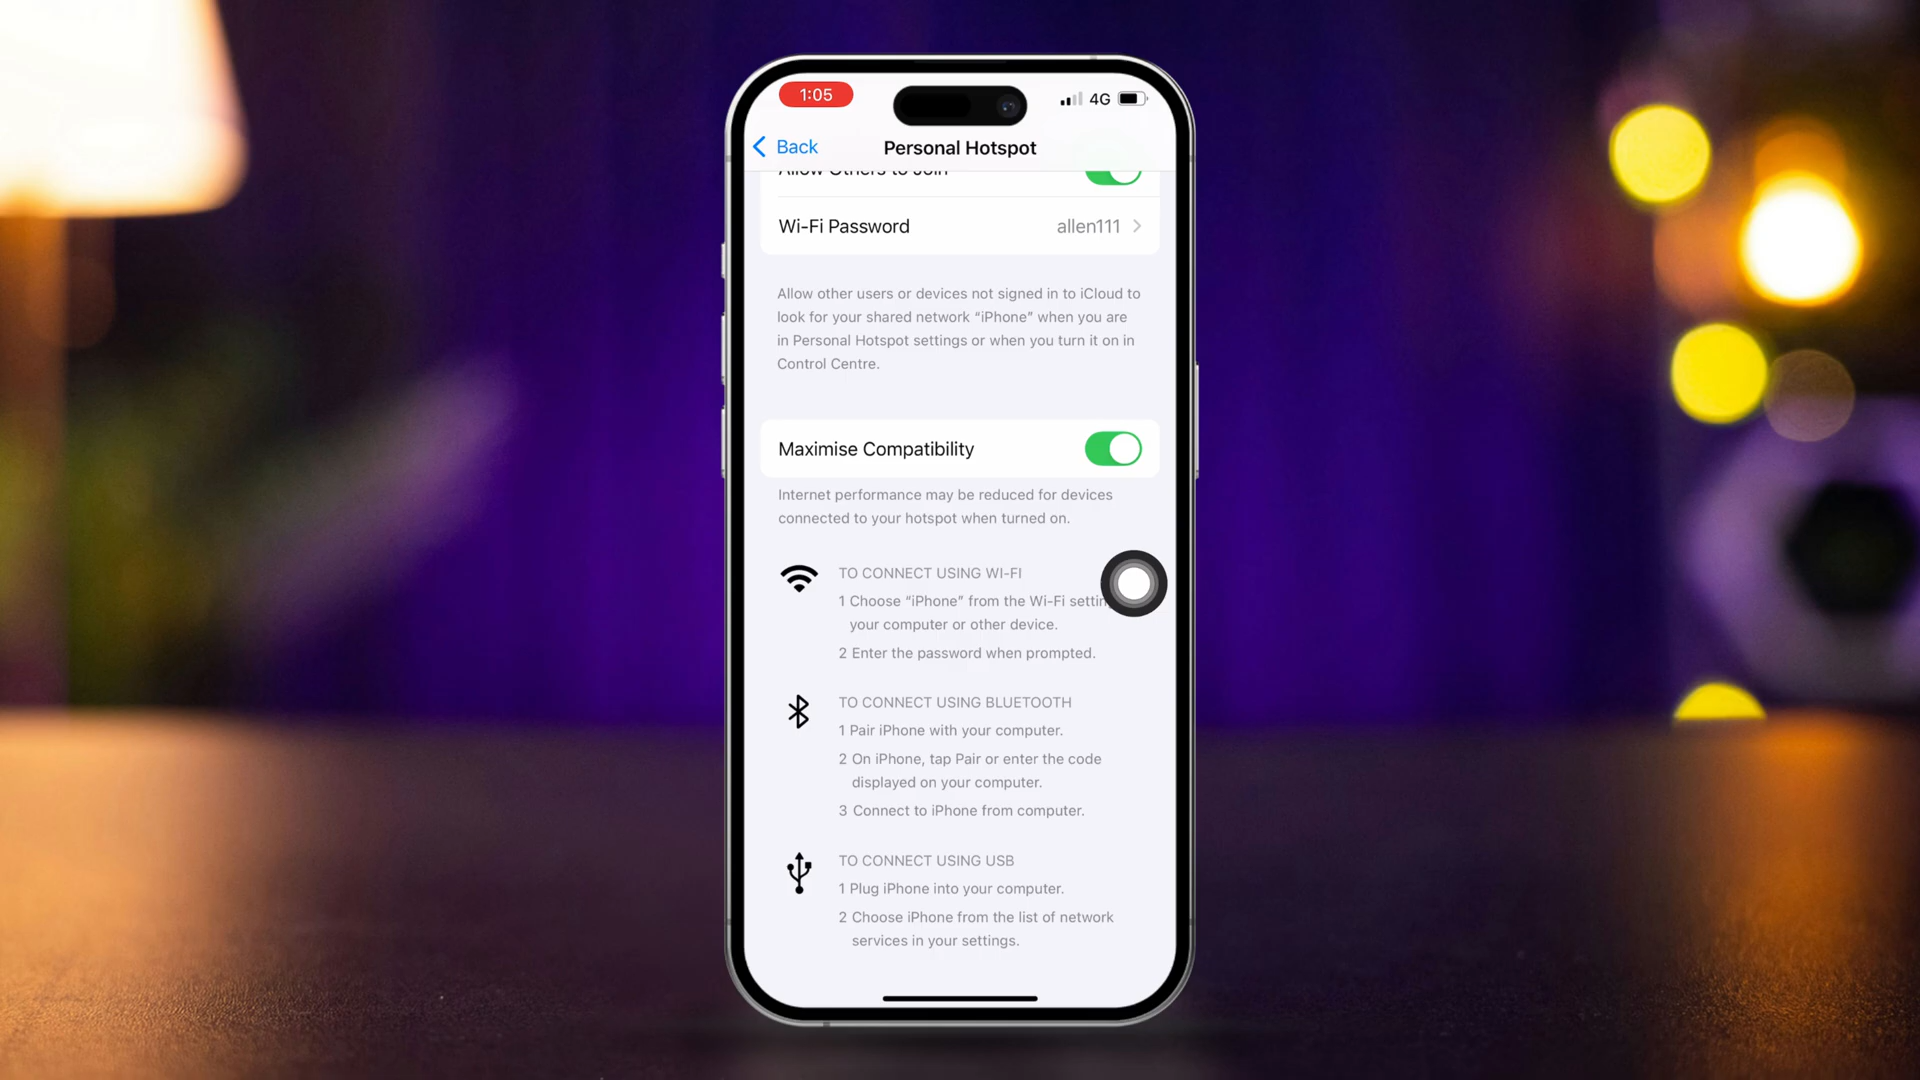 1:05
4G
Back
Personal Hotspot
Allow Others to Join
Wi-Fi Password
allen111
Allow other users or devices not signed in to iCloud to
look for your shared network “iPhone” when you are
in Personal Hotspot settings or when you turn it on in
Control Centre.
Maximise Compatibility
Internet performance may be reduced for devices
connected to your hotspot when turned on.
TO CONNECT USING WI-FI
1 Choose “iPhone” from the Wi-Fi settin
your computer or other device.
2 Enter the password when prompted.
TO CONNECT USING BLUETOOTH
1 Pair iPhone with your computer.
2 On iPhone, tap Pair or enter the code
displayed on your computer.
3 Connect to iPhone from computer.
TO CONNECT USING USB
1 Plug iPhone into your computer.
2 Choose iPhone from the list of network
services in your settings.